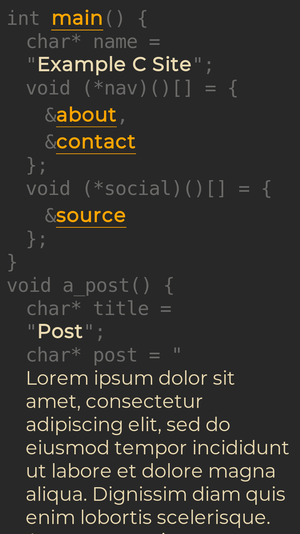 int main() {
char* name =
"Example C Site";
void (*nav)()[] = {
&about,
&contact
};
void (*social)()[] = {
&source
};
}
void a_post() {
char* title =
"Post";
char* post = "
Lorem ipsum dolor sit
amet, consectetur
adipiscing elit, sed do
eiusmod tempor incididunt
ut labore et dolore magna
aliqua. Dignissim diam quis
enim lobortis scelerisque.